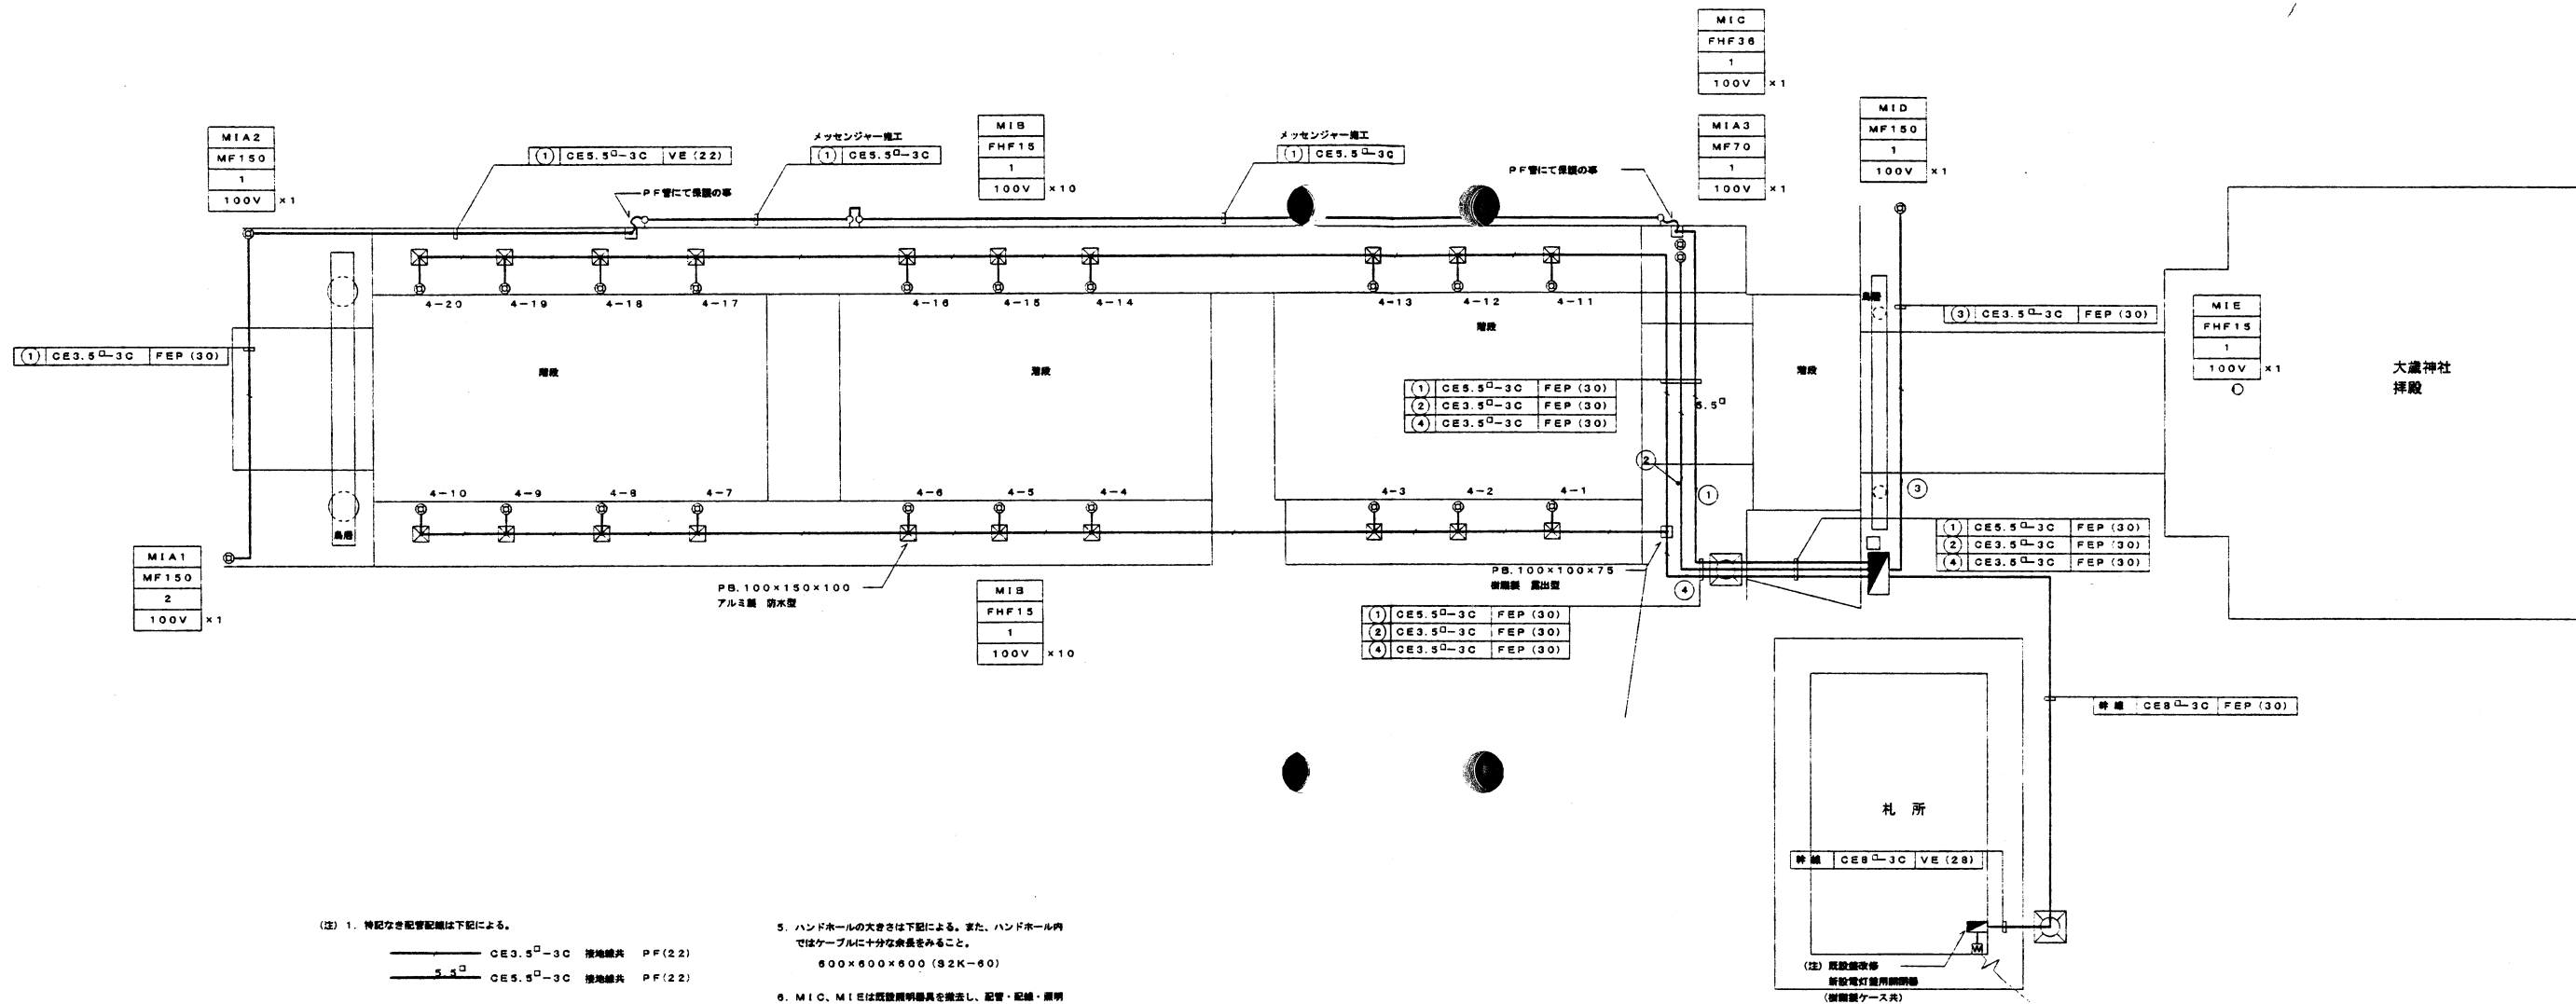 MIC
FHF36
1
100V ×1
MIA2
MF150
1
100V ×1
① CE5.5□-3C VE(22)
メッセンジャー施工
① CE5.5□-3C
MIB
FHF15
1
100V ×10
メッセンジャー施工
① CE5.5□-3C
MIA3
MF70
1
100V ×1
MID
MF150
1
100V ×1
PF管にて保護の事
PF管にて保護の事
4-20 4-19 4-18 4-17 4-16 4-15 4-14 4-13 4-12 4-11
鳥居
③ CE3.5□-3C FEP(30)
MIE
FHF15
1
100V ×1
大歳神社
拝殿
① CE3.5□-3C FEP(30)
階段
階段
階段
階段
① CE5.5□-3C FEP(30)
② CE3.5□-3C FEP(30)
④ CE3.5□-3C FEP(30)
5.5□
②
①
③
4-10 4-9 4-8 4-7 4-6 4-5 4-4 4-3 4-2 4-1
鳥居
① CE5.5□-3C FEP(30)
② CE3.5□-3C FEP(30)
④ CE3.5□-3C FEP(30)
MIA1
MF150
2
100V ×1
PB.100×150×100
アルミ製 防水型
MIB
FHF15
1
100V ×10
PB.100×100×75
樹脂製 露出型
④
① CE5.5□-3C FEP(30)
② CE3.5□-3C FEP(30)
④ CE3.5□-3C FEP(30)
幹線 CE8□-3C FEP(30)
札所
幹線 CE8□-3C VE(28)
W
(注) 既設盤改修
新設電灯盤用開閉器
(樹脂製ケース共)
(注) 1. 特記なき配管配線は下記による。
CE3.5□-3C 接地線共 PF(22)
5.5□ CE5.5□-3C 接地線共 PF(22)
5. ハンドホールの大きさは下記による。また、ハンドホール内
ではケーブルに十分な余長をみること。
600×600×600(S2K-60)
6. MIC、MIEは既設照明器具を撤去し、配管・配線・照明